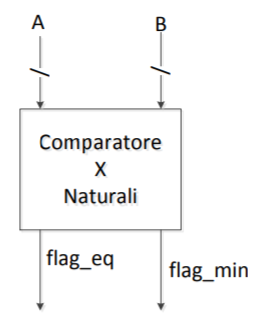 A
B
Comparatore
X
Naturali
flag_eq
flag_min